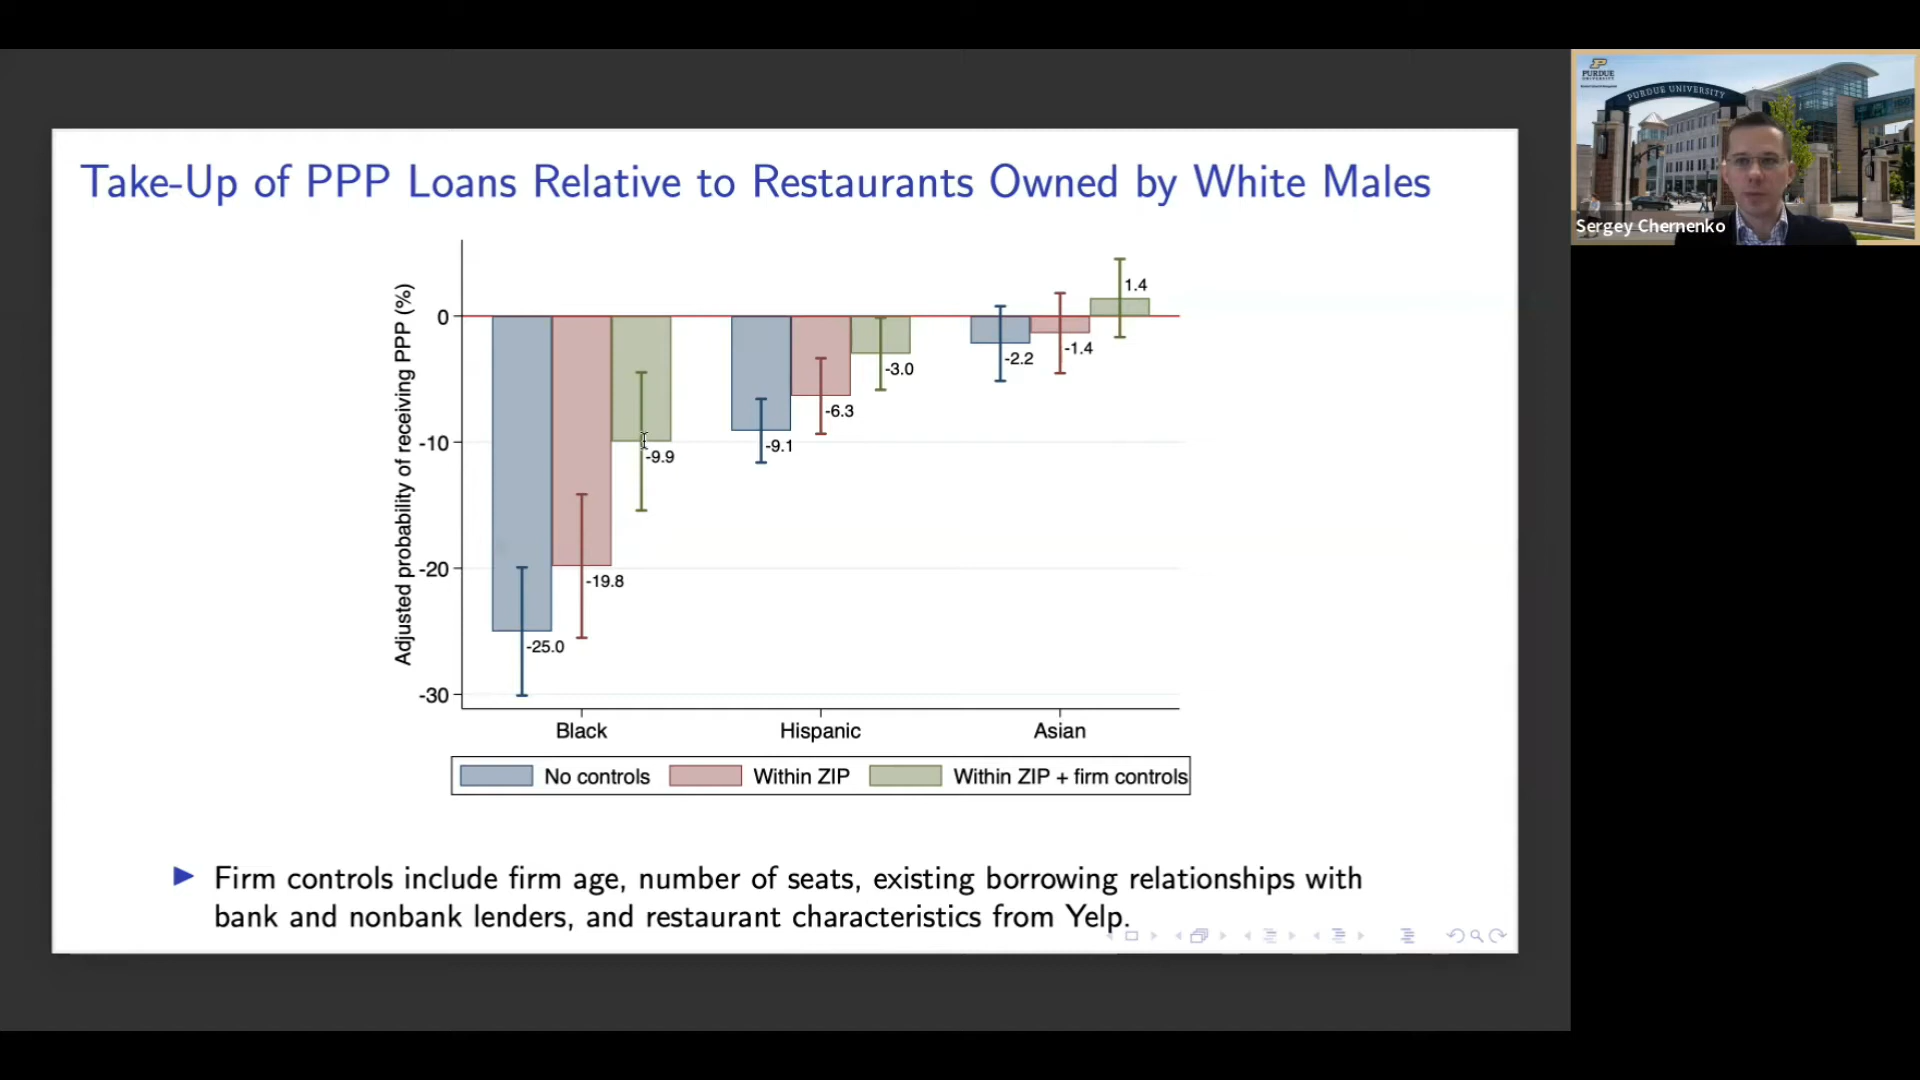 Take-Up of PPP Loans Relative to Restaurants Owned by White Males
Adjusted probability of receiving PPP (%)
0
-10
-20
-30
-25.0
-19.8
-9.9
-9.1
-6.3
-3.0
-2.2
-1.4
1.4
Black
Hispanic
Asian
No controls
Within ZIP
Within ZIP + firm controls
Firm controls include firm age, number of seats, existing borrowing relationships with
bank and nonbank lenders, and restaurant characteristics from Yelp.
P
PURDUE
PURDUE UNIVERSITY
Sergey Chernenko